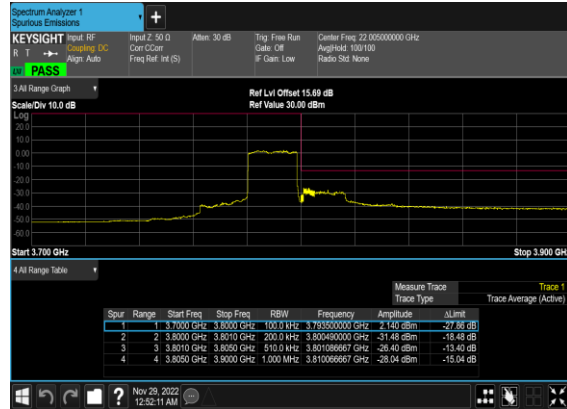 Spectrum Analyzer 1
Spurious Emissions
+
KEYSIGHT Input: RF Input Z: 50 Ω Atten: 30 dB Trig: Free Run Center Freq: 22.005000000 GHz
R T Coupling: DC Corr CCorr Gate: Off Avg|Hold: 100/100
Align: Auto Freq Ref: Int (S) IF Gain: Low Radio Std: None
LW PASS
3 All Range Graph
Ref Lvl Offset 15.69 dB
Scale/Div 10.0 dB Ref Value 30.00 dBm
Log
20.0
10.0
0.00
-10.0
-20.0
-30.0
-40.0
-50.0
-60.0
Start 3.700 GHz Stop 3.900 GH
4 All Range Table
Measure Trace Trace 1
Trace Type Trace Average (Active)
Spur Range Start Freq Stop Freq RBW Frequency Amplitude ΔLimit
1 1 3.7000 GHz 3.8000 GHz 100.0 kHz 3.793500000 GHz 2.140 dBm -27.86 dB
2 2 3.8000 GHz 3.8010 GHz 200.0 kHz 3.800490000 GHz -31.48 dBm -18.48 dB
3 3 3.8010 GHz 3.8050 GHz 510.0 kHz 3.801086667 GHz -26.40 dBm -13.40 dB
4 4 3.8050 GHz 3.9000 GHz 1.000 MHz 3.810066667 GHz -28.04 dBm -15.04 dB
? Nov 29, 2022
12:52:11 AM